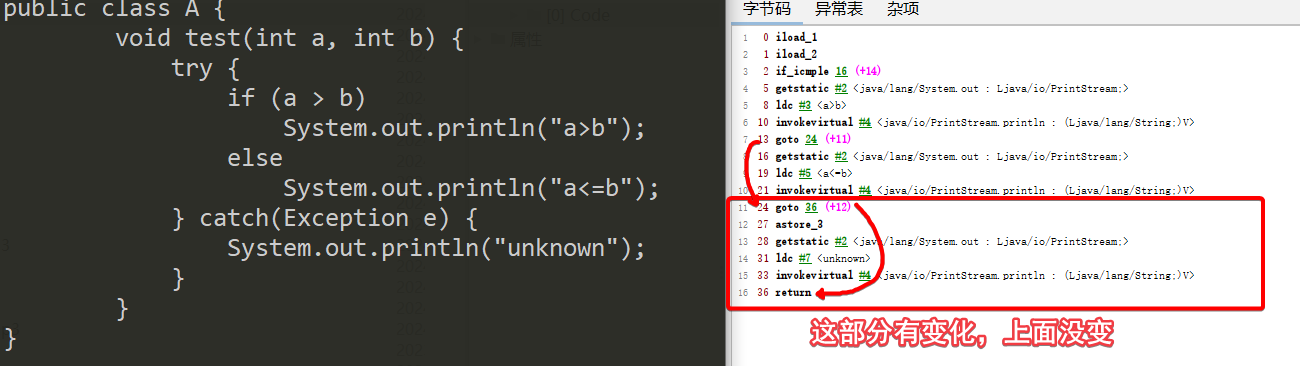 public class A {
void test(int a, int b) {
try {
if (a > b)
System.out.println("a>b");
else
System.out.println("a<=b");
} catch(Exception e) {
System.out.println("unknown");
}
}
}
[0] Code
属性
字节码 异常表 杂项
1 0 iload_1
2 1 iload_2
3 2 if_icmple 16 (+14)
4 5 getstatic #2 <java/lang/System.out : Ljava/io/PrintStream;>
5 8 ldc #3 <a>b>
6 10 invokevirtual #4 <java/io/PrintStream.println : (Ljava/lang/String;)V>
7 13 goto 24 (+11)
8 16 getstatic #2 <java/lang/System.out : Ljava/io/PrintStream;>
9 19 ldc #5 <a<=b>
10 21 invokevirtual #4 <java/io/PrintStream.println : (Ljava/lang/String;)V>
11 24 goto 36 (+12)
12 27 astore_3
13 28 getstatic #2 <java/lang/System.out : Ljava/io/PrintStream;>
14 31 ldc #7 <unknown>
15 33 invokevirtual #4 <java/io/PrintStream.println : (Ljava/lang/String;)V>
16 36 return
这部分有变化，上面没变